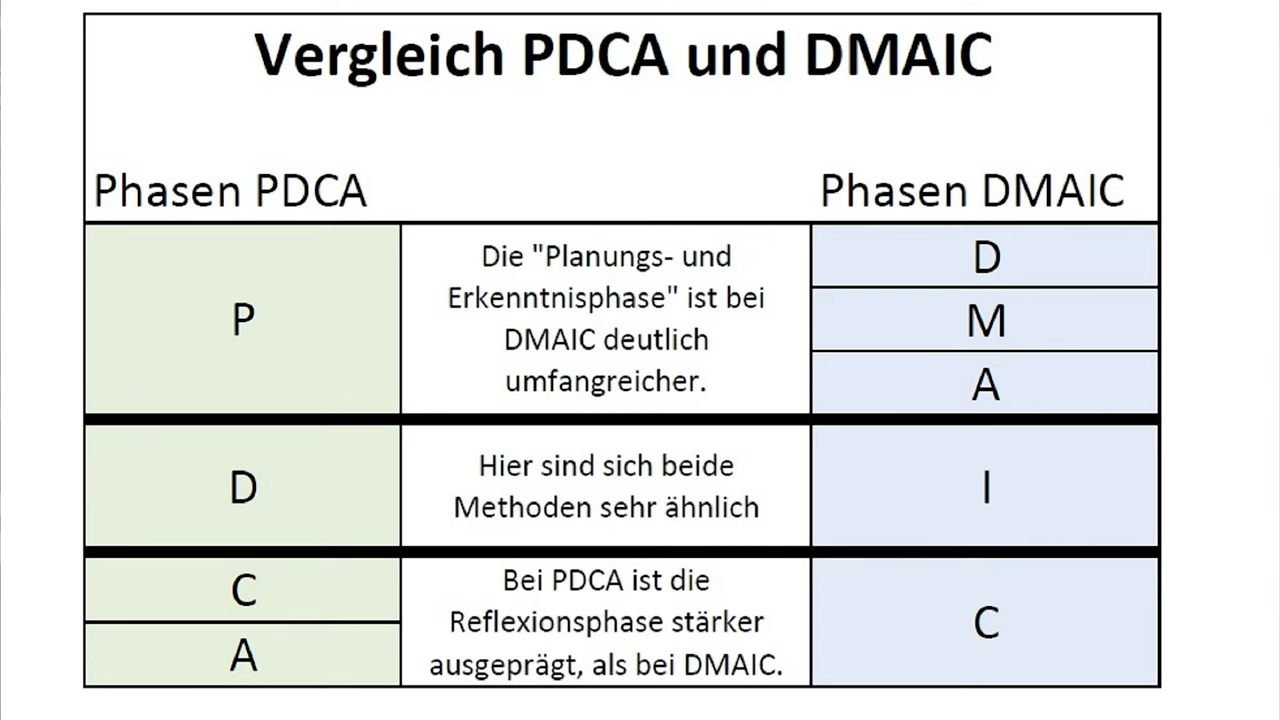 Vergleich PDCA und DMAIC
Phasen PDCA
Phasen DMAIC
P
Die "Planungs- und
Erkenntnisphase" ist bei
DMAIC deutlich
umfangreicher.
D
M
A
D
Hier sind sich beide
Methoden sehr ähnlich
I
C
A
Bei PDCA ist die
Reflexionsphase stärker
ausgeprägt, als bei DMAIC.
C